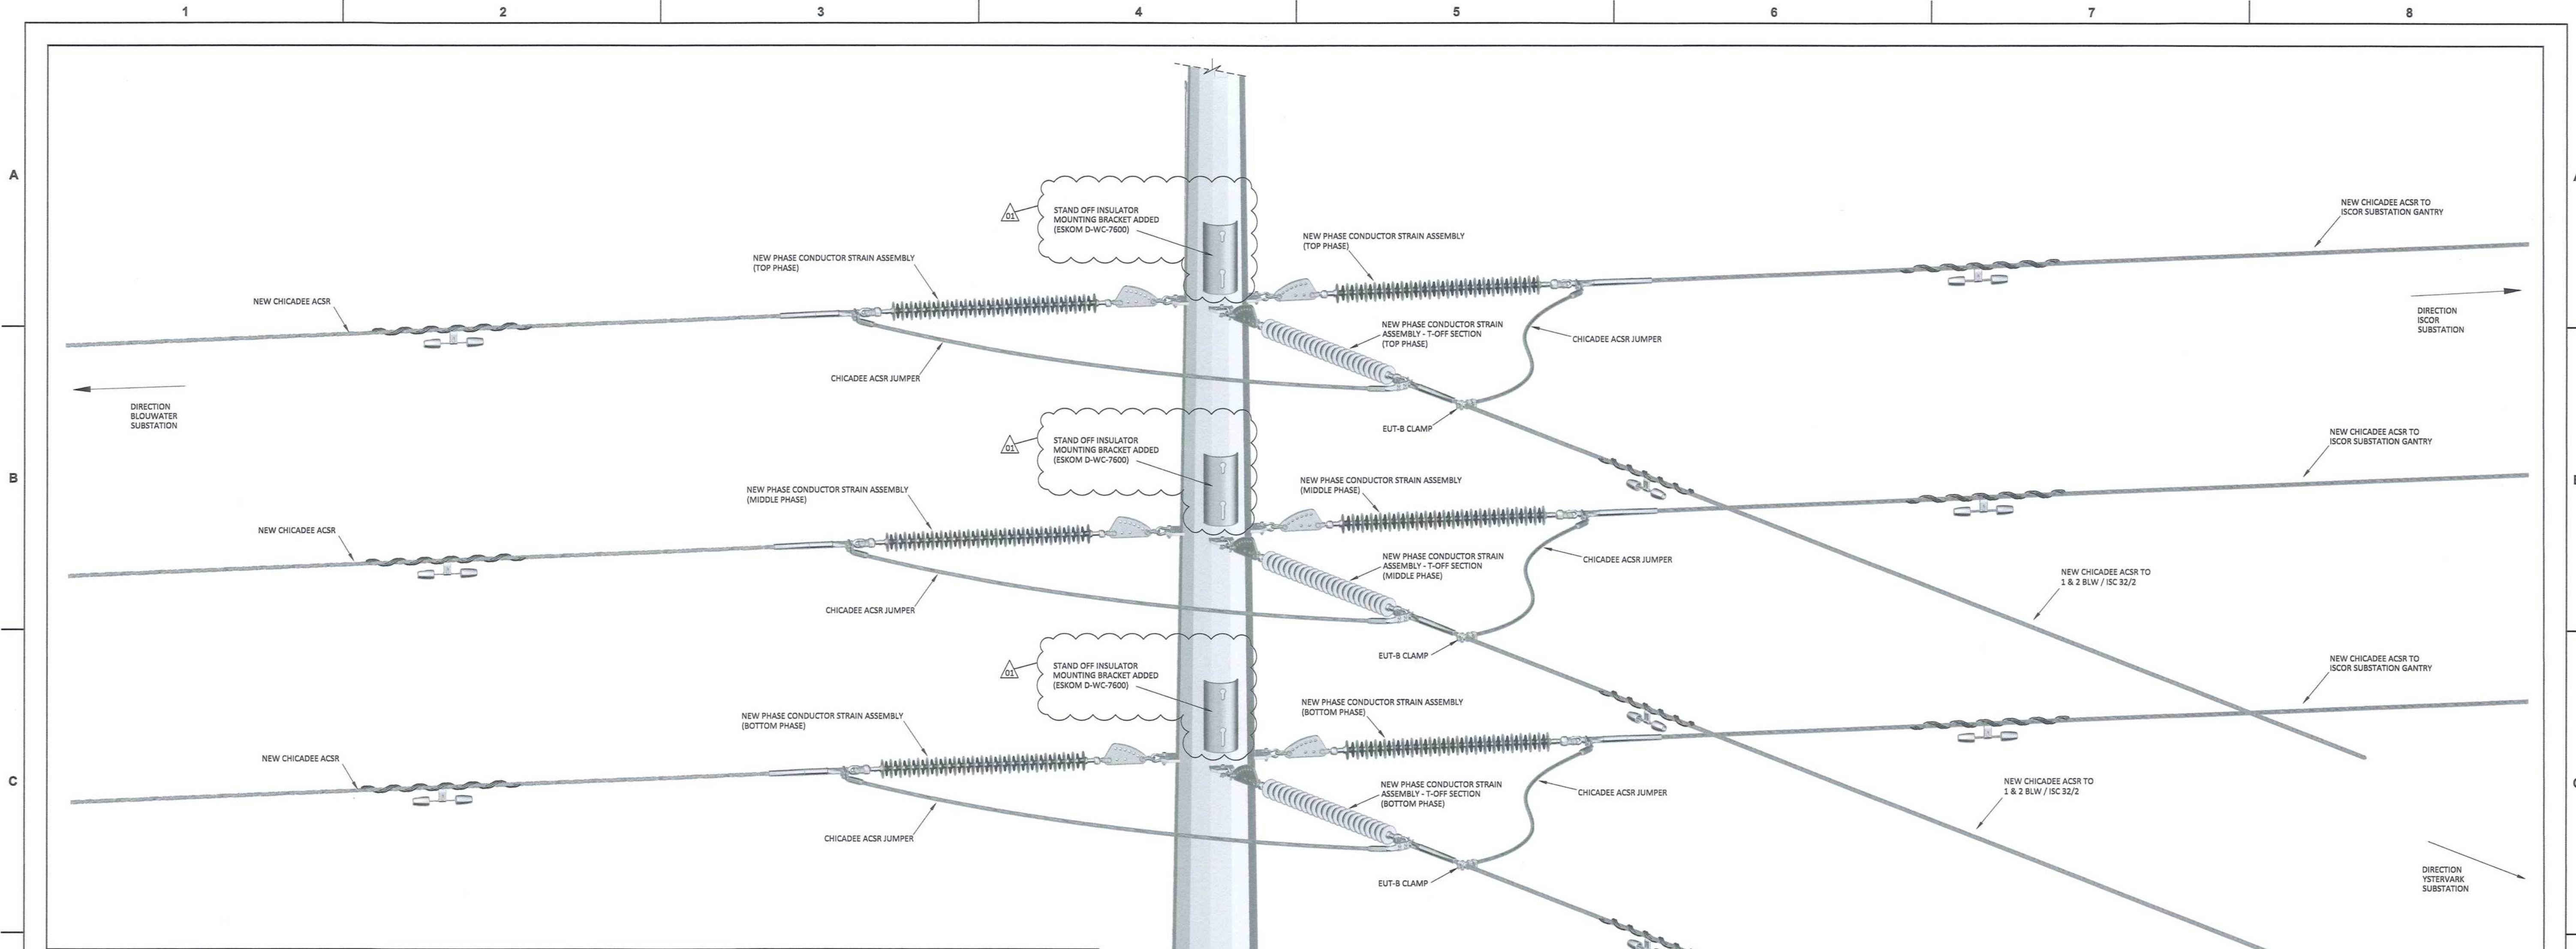 1 2 3 4 5 6 7 8
A
STAND OFF INSULATOR
MOUNTING BRACKET ADDED
(ESKOM D-WC-7600)
01
NEW CHICADEE ACSR TO
ISCOR SUBSTATION GANTRY
NEW PHASE CONDUCTOR STRAIN ASSEMBLY
(TOP PHASE)
NEW PHASE CONDUCTOR STRAIN ASSEMBLY
(TOP PHASE)
NEW CHICADEE ACSR
DIRECTION
ISCOR
SUBSTATION
NEW PHASE CONDUCTOR STRAIN
ASSEMBLY - T-OFF SECTION
(TOP PHASE)
CHICADEE ACSR JUMPER
CHICADEE ACSR JUMPER
DIRECTION
BLOUWATER
SUBSTATION
EUT-B CLAMP
B
STAND OFF INSULATOR
MOUNTING BRACKET ADDED
(ESKOM D-WC-7600)
01
NEW CHICADEE ACSR TO
ISCOR SUBSTATION GANTRY
NEW PHASE CONDUCTOR STRAIN ASSEMBLY
(MIDDLE PHASE)
NEW PHASE CONDUCTOR STRAIN ASSEMBLY
(MIDDLE PHASE)
NEW CHICADEE ACSR
NEW PHASE CONDUCTOR STRAIN
ASSEMBLY - T-OFF SECTION
(MIDDLE PHASE)
CHICADEE ACSR JUMPER
NEW CHICADEE ACSR TO
1 & 2 BLW / ISC 32/2
CHICADEE ACSR JUMPER
EUT-B CLAMP
STAND OFF INSULATOR
MOUNTING BRACKET ADDED
(ESKOM D-WC-7600)
01
NEW CHICADEE ACSR TO
ISCOR SUBSTATION GANTRY
NEW PHASE CONDUCTOR STRAIN ASSEMBLY
(BOTTOM PHASE)
NEW PHASE CONDUCTOR STRAIN ASSEMBLY
(BOTTOM PHASE)
C
NEW CHICADEE ACSR
NEW PHASE CONDUCTOR STRAIN
ASSEMBLY - T-OFF SECTION
(BOTTOM PHASE)
CHICADEE ACSR JUMPER
NEW CHICADEE ACSR TO
1 & 2 BLW / ISC 32/2
CHICADEE ACSR JUMPER
EUT-B CLAMP
DIRECTION
YSTERVARK
SUBSTATION